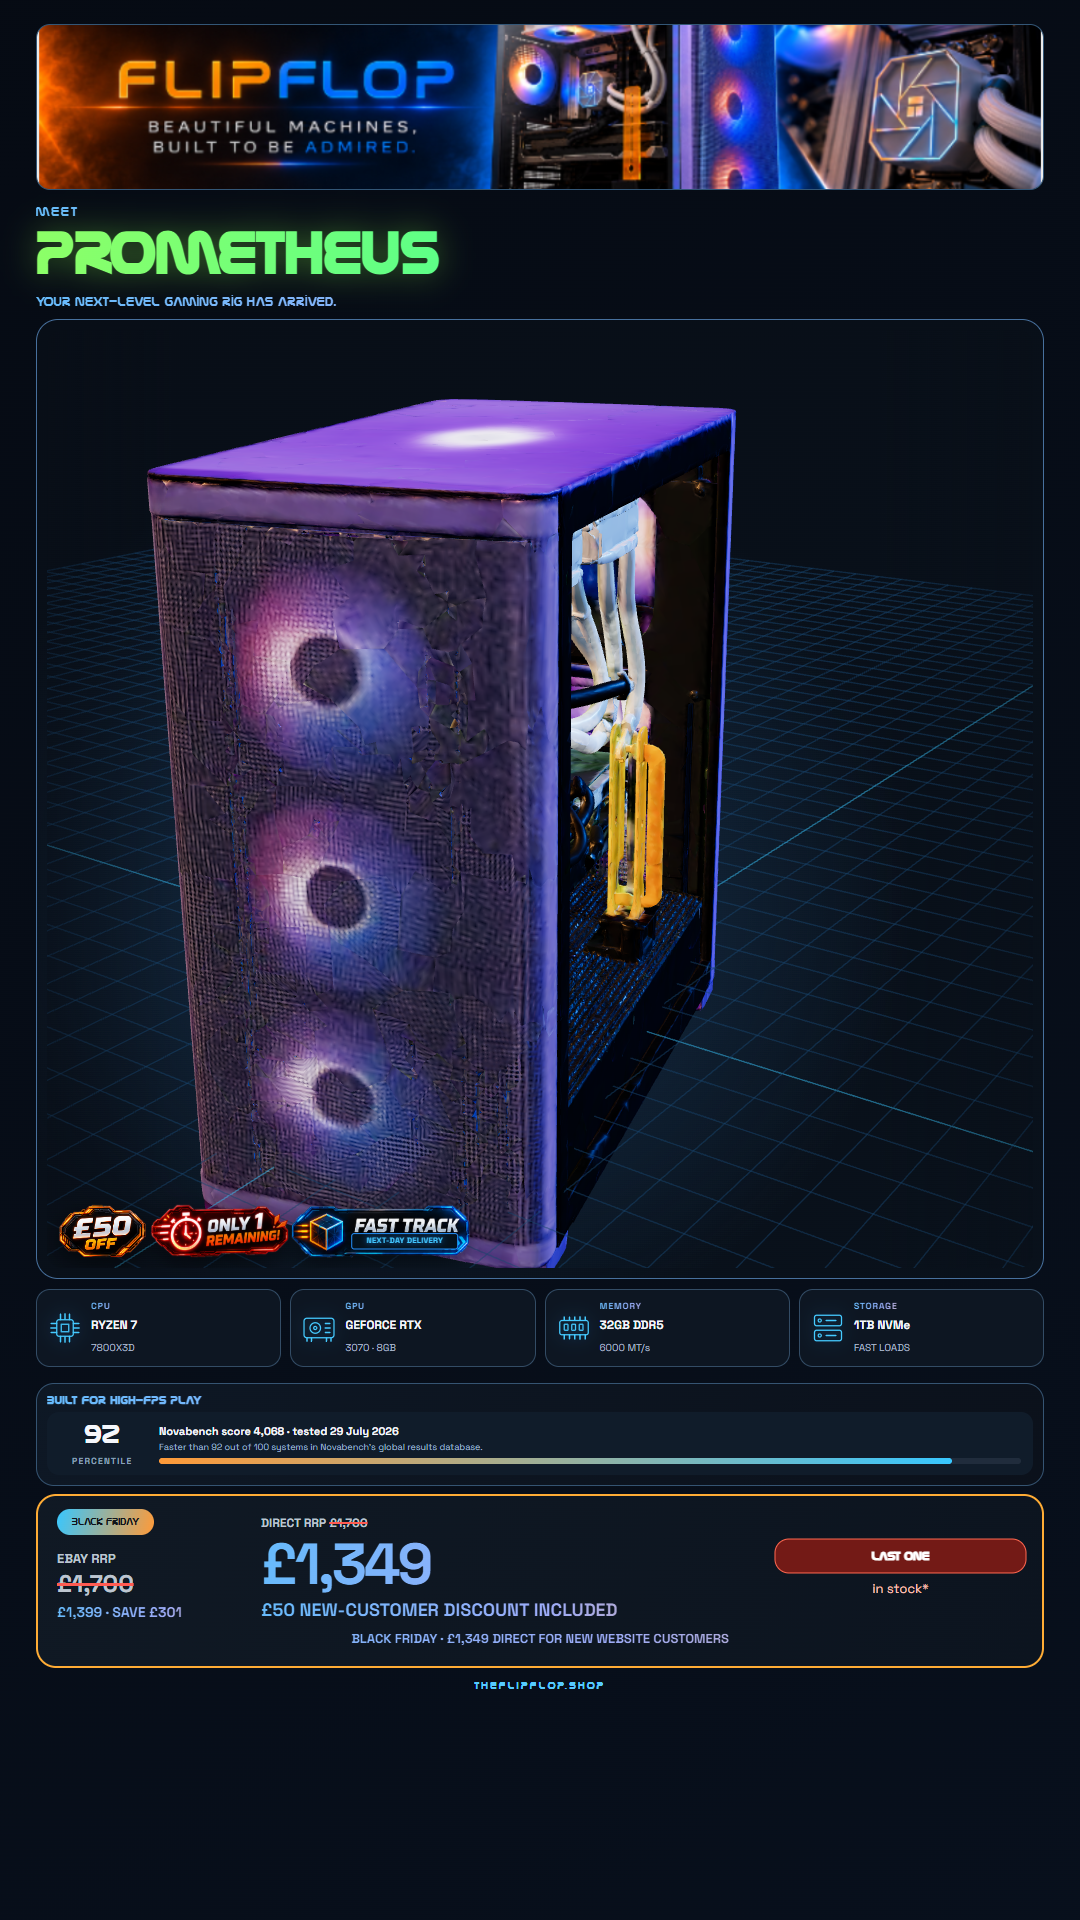 FLIPFLOP
BEAUTIFUL MACHINES,
BUILT TO BE ADMIRED.
MEET
PROMETHEUS
YOUR NEXT-LEVEL GAMING RIG HAS ARRIVED.
£50
OFF
ONLY 1
REMAINING!
FAST TRACK
NEXT-DAY DELIVERY
CPU
RYZEN 7
7800X3D
GPU
GEFORCE RTX
3070 · 8GB
MEMORY
32GB DDR5
6000 MT/s
STORAGE
1TB NVMe
FAST LOADS
BUILT FOR HIGH-FPS PLAY
92
PERCENTILE
Novabench score 4,068 · tested 29 July 2026
Faster than 92 out of 100 systems in Novabench's global results database.
BLACK FRIDAY
EBAY RRP
£1,700
£1,399 · SAVE £301
DIRECT RRP £1,700
£1,349
£50 NEW-CUSTOMER DISCOUNT INCLUDED
LAST ONE
in stock*
BLACK FRIDAY · £1,349 DIRECT FOR NEW WEBSITE CUSTOMERS
THEFLIPFLOP.SHOP